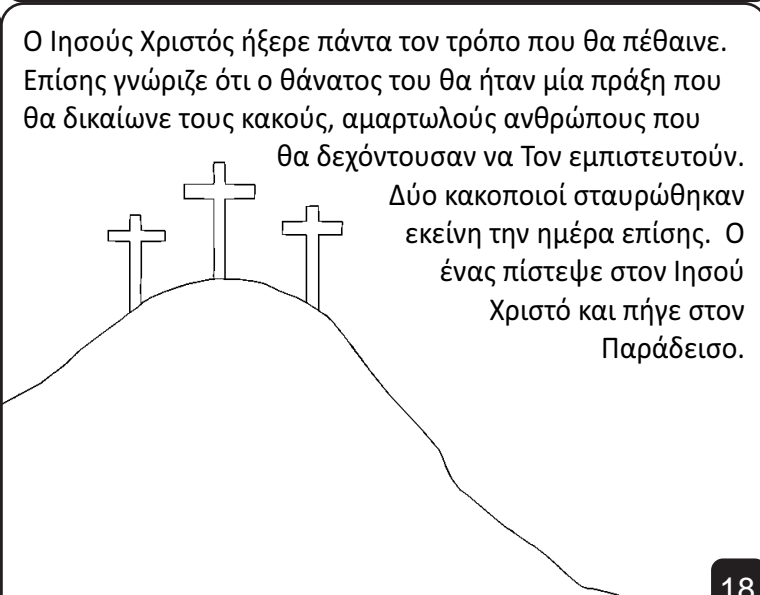 Ο Ιησούς Χριστός ήξερε πάντα τον τρόπο που θα πέθαινε.
Επίσης γνώριζε ότι ο θάνατος του θα ήταν μία πράξη που
θα δικαίωνε τους κακούς, αμαρτωλούς ανθρώπους που
θα δεχόντουσαν να Τον εμπιστευτούν.
Δύο κακοποιοί σταυρώθηκαν
εκείνη την ημέρα επίσης. Ο
ένας πίστεψε στον Ιησού
Χριστό και πήγε στον
Παράδεισο.
18